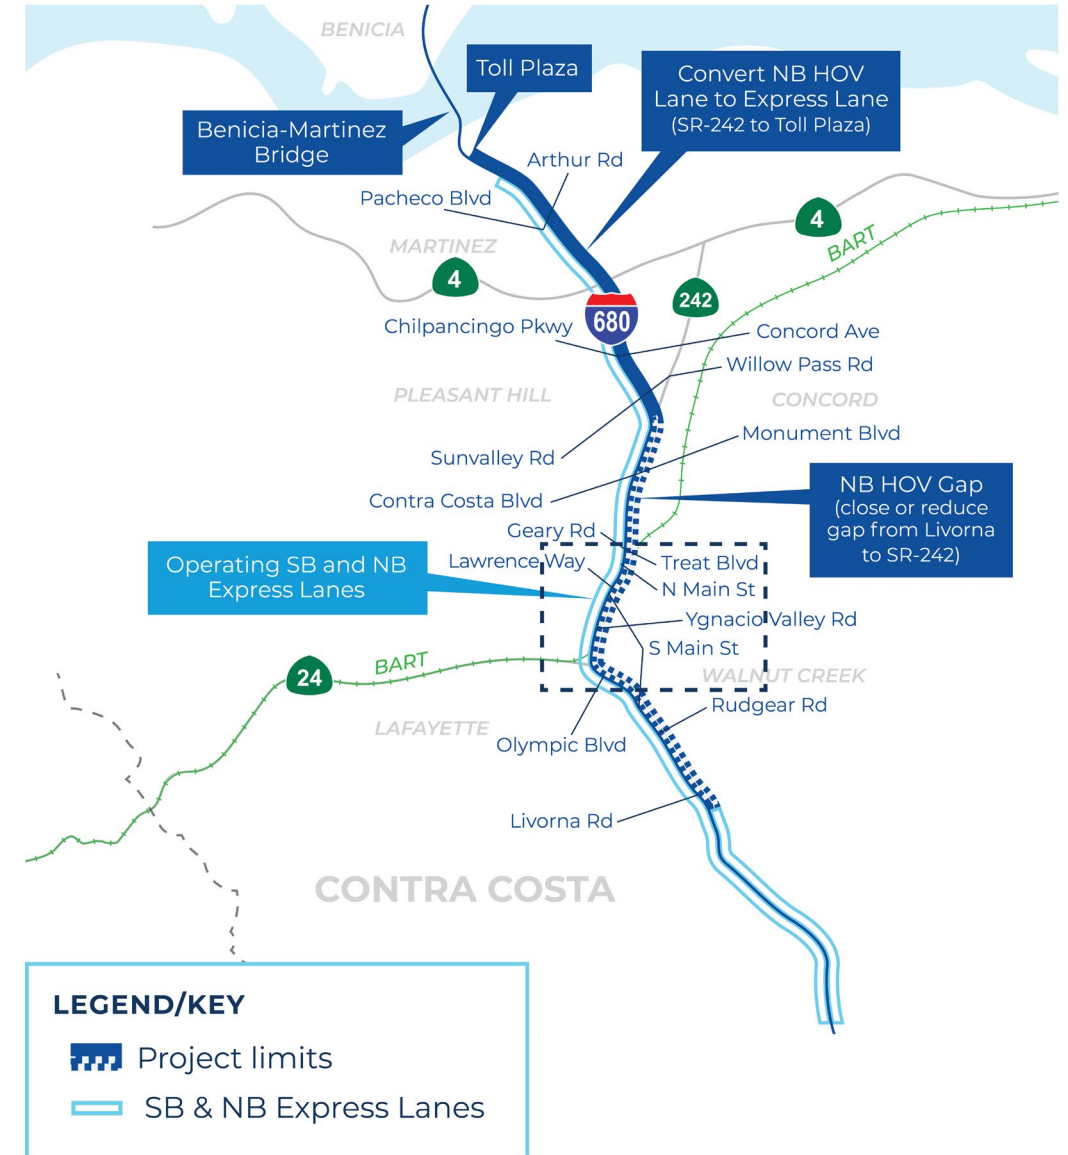 BENICIA
Toll Plaza
Convert NB HOV
Lane to Express Lane
(SR-242 to Toll Plaza)
Benicia-Martinez
Bridge
Arthur Rd
Pacheco Blvd
4
BART
MARTINEZ
4
242
680
Chilpancingo Pkwy
Concord Ave
Willow Pass Rd
PLEASANT HILL
CONCORD
Monument Blvd
Sunvalley Rd
NB HOV Gap
(close or reduce
gap from Livorna
to SR-242)
Contra Costa Blvd
Geary Rd
Operating SB and NB
Express Lanes
Lawrence Way
Treat Blvd
N Main St
Ygnacio Valley Rd
S Main St
24
BART
WALNUT CREEK
Rudgear Rd
LAFAYETTE
Olympic Blvd
Livorna Rd
CONTRA COSTA
LEGEND/KEY
Project limits
SB & NB Express Lanes